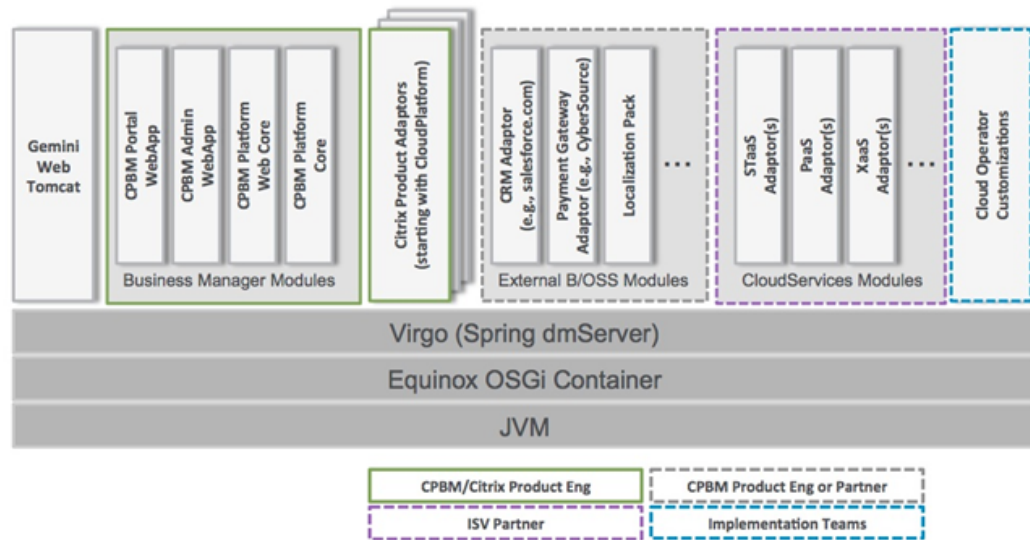 Gemini
Web
Tomcat
CPBM Portal
WebApp
CPBM Admin
WebApp
CPBM Platform
Web Core
CPBM Platform
Core
Business Manager Modules
Citrix Product Adaptors
(starting with CloudPlatform)
CRM Adaptor
(e.g., salesforce.com)
Payment Gateway
Adaptor (e.g., CyberSource)
Localization Pack
...
External B/OSS Modules
STaaS
Adaptor(s)
PaaS
Adaptor(s)
XaaS
Adaptor(s)
...
CloudServices Modules
Cloud Operator
Customizations
Virgo (Spring dmServer)
Equinox OSGi Container
JVM
CPBM/Citrix Product Eng
CPBM Product Eng or Partner
ISV Partner
Implementation Teams